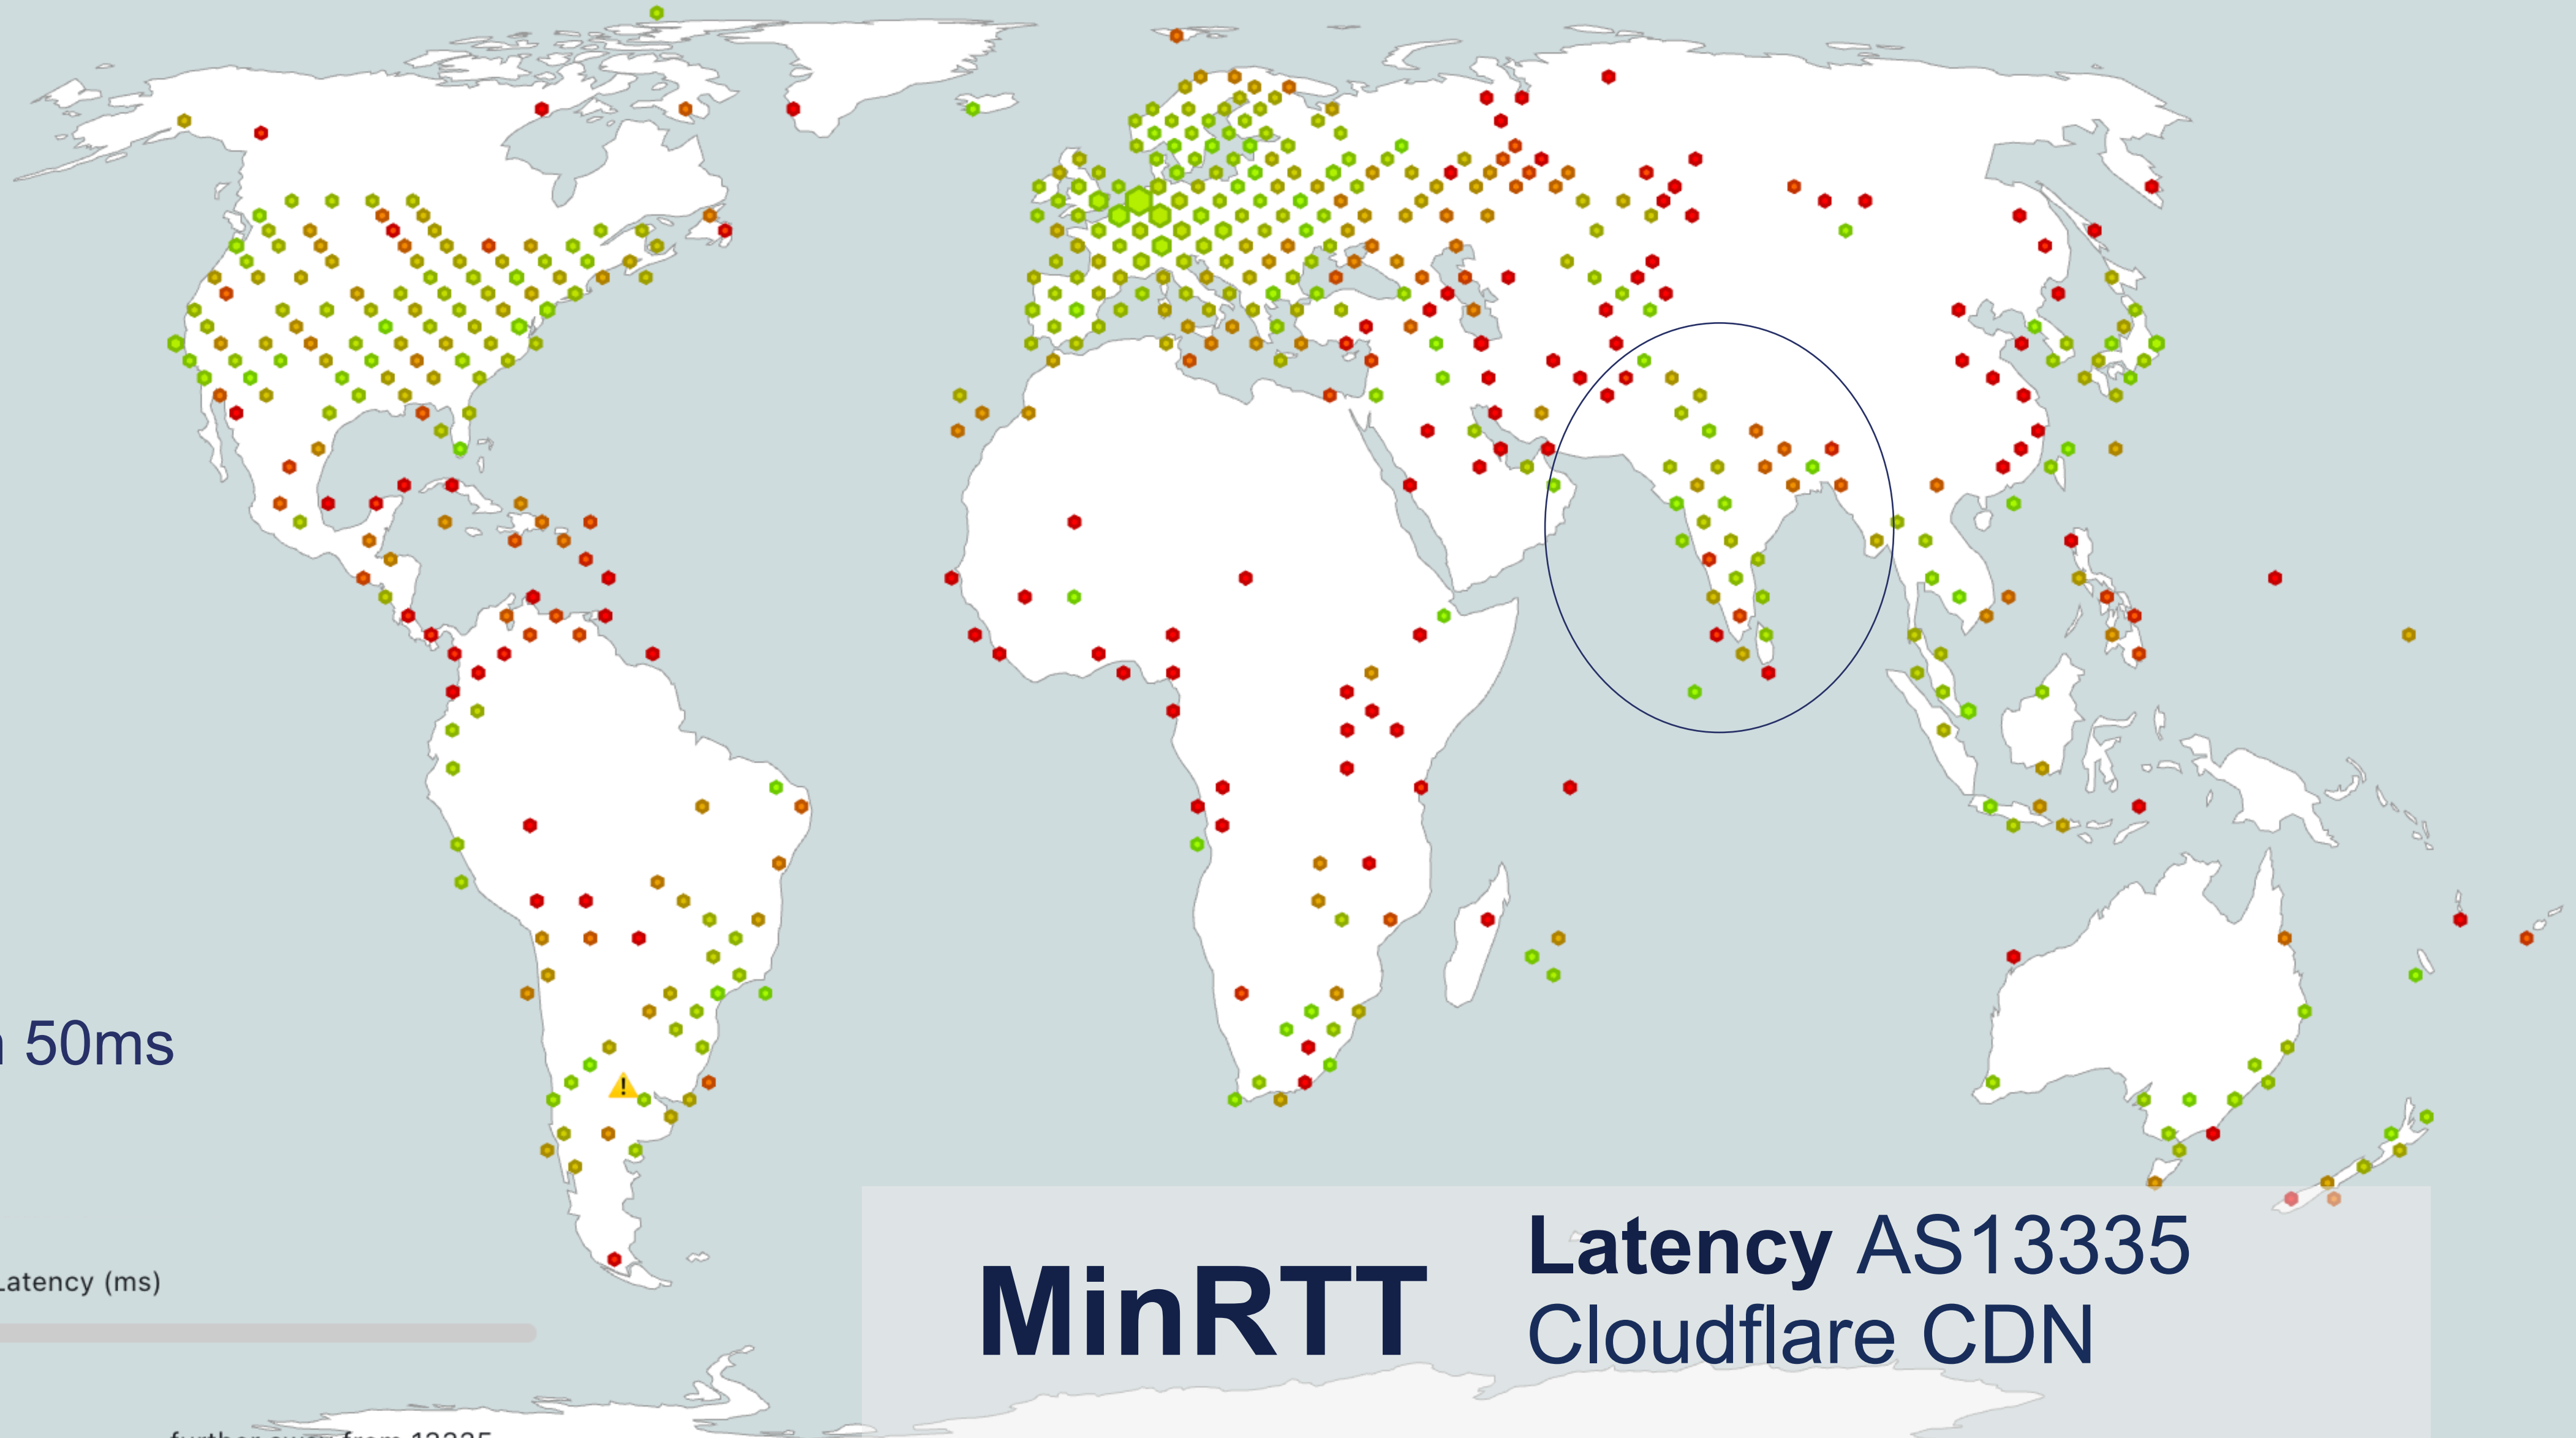 50ms
Latency (ms)
MinRTT
Latency AS13335
Cloudflare CDN